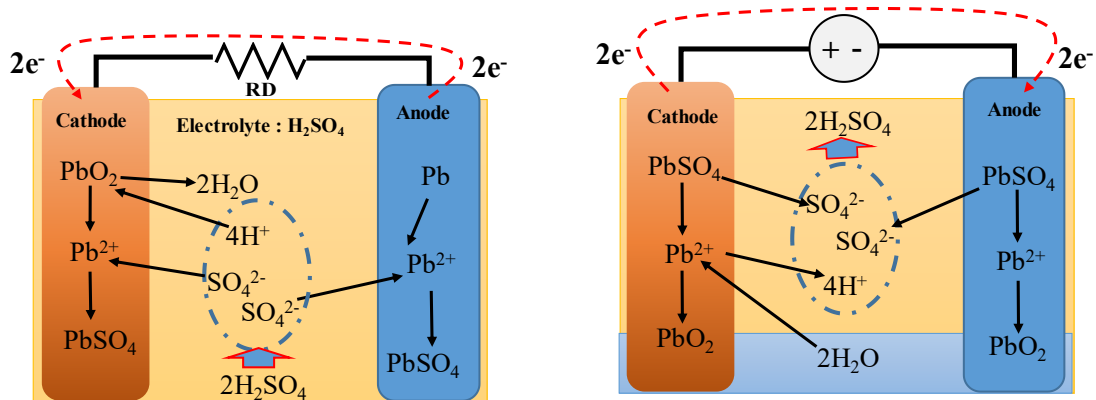 2e⁻
2e⁻
RD
Cathode
Electrolyte : H₂SO₄
Anode
PbO₂
2H₂O
Pb
4H⁺
Pb²⁺
Pb²⁺
SO₄²⁻
SO₄²⁻
PbSO₄
PbSO₄
2H₂SO₄
+ -
2e⁻
2e⁻
Cathode
Anode
2H₂SO₄
PbSO₄
PbSO₄
SO₄²⁻
SO₄²⁻
Pb²⁺
Pb²⁺
4H⁺
PbO₂
PbO₂
2H₂O